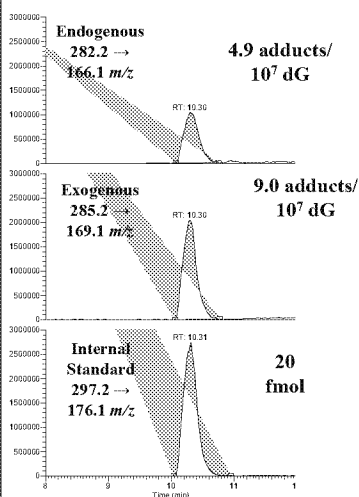 3000000
2500000
2000000
1500000
1000000
500000
0
Endogenous
282.2 --→
166.1 m/z
4.9 adducts/
10⁷ dG
RT: 10.30
3000000
2500000
2000000
1500000
1000000
500000
0
Exogenous
285.2 --→
169.1 m/z
9.0 adducts/
10⁷ dG
RT: 10.30
3000000
2500000
2000000
1500000
1000000
500000
0
Internal
Standard
297.2 --→
176.1 m/z
20
fmol
RT: 10.31
8 9 10 11 1
Time (min)